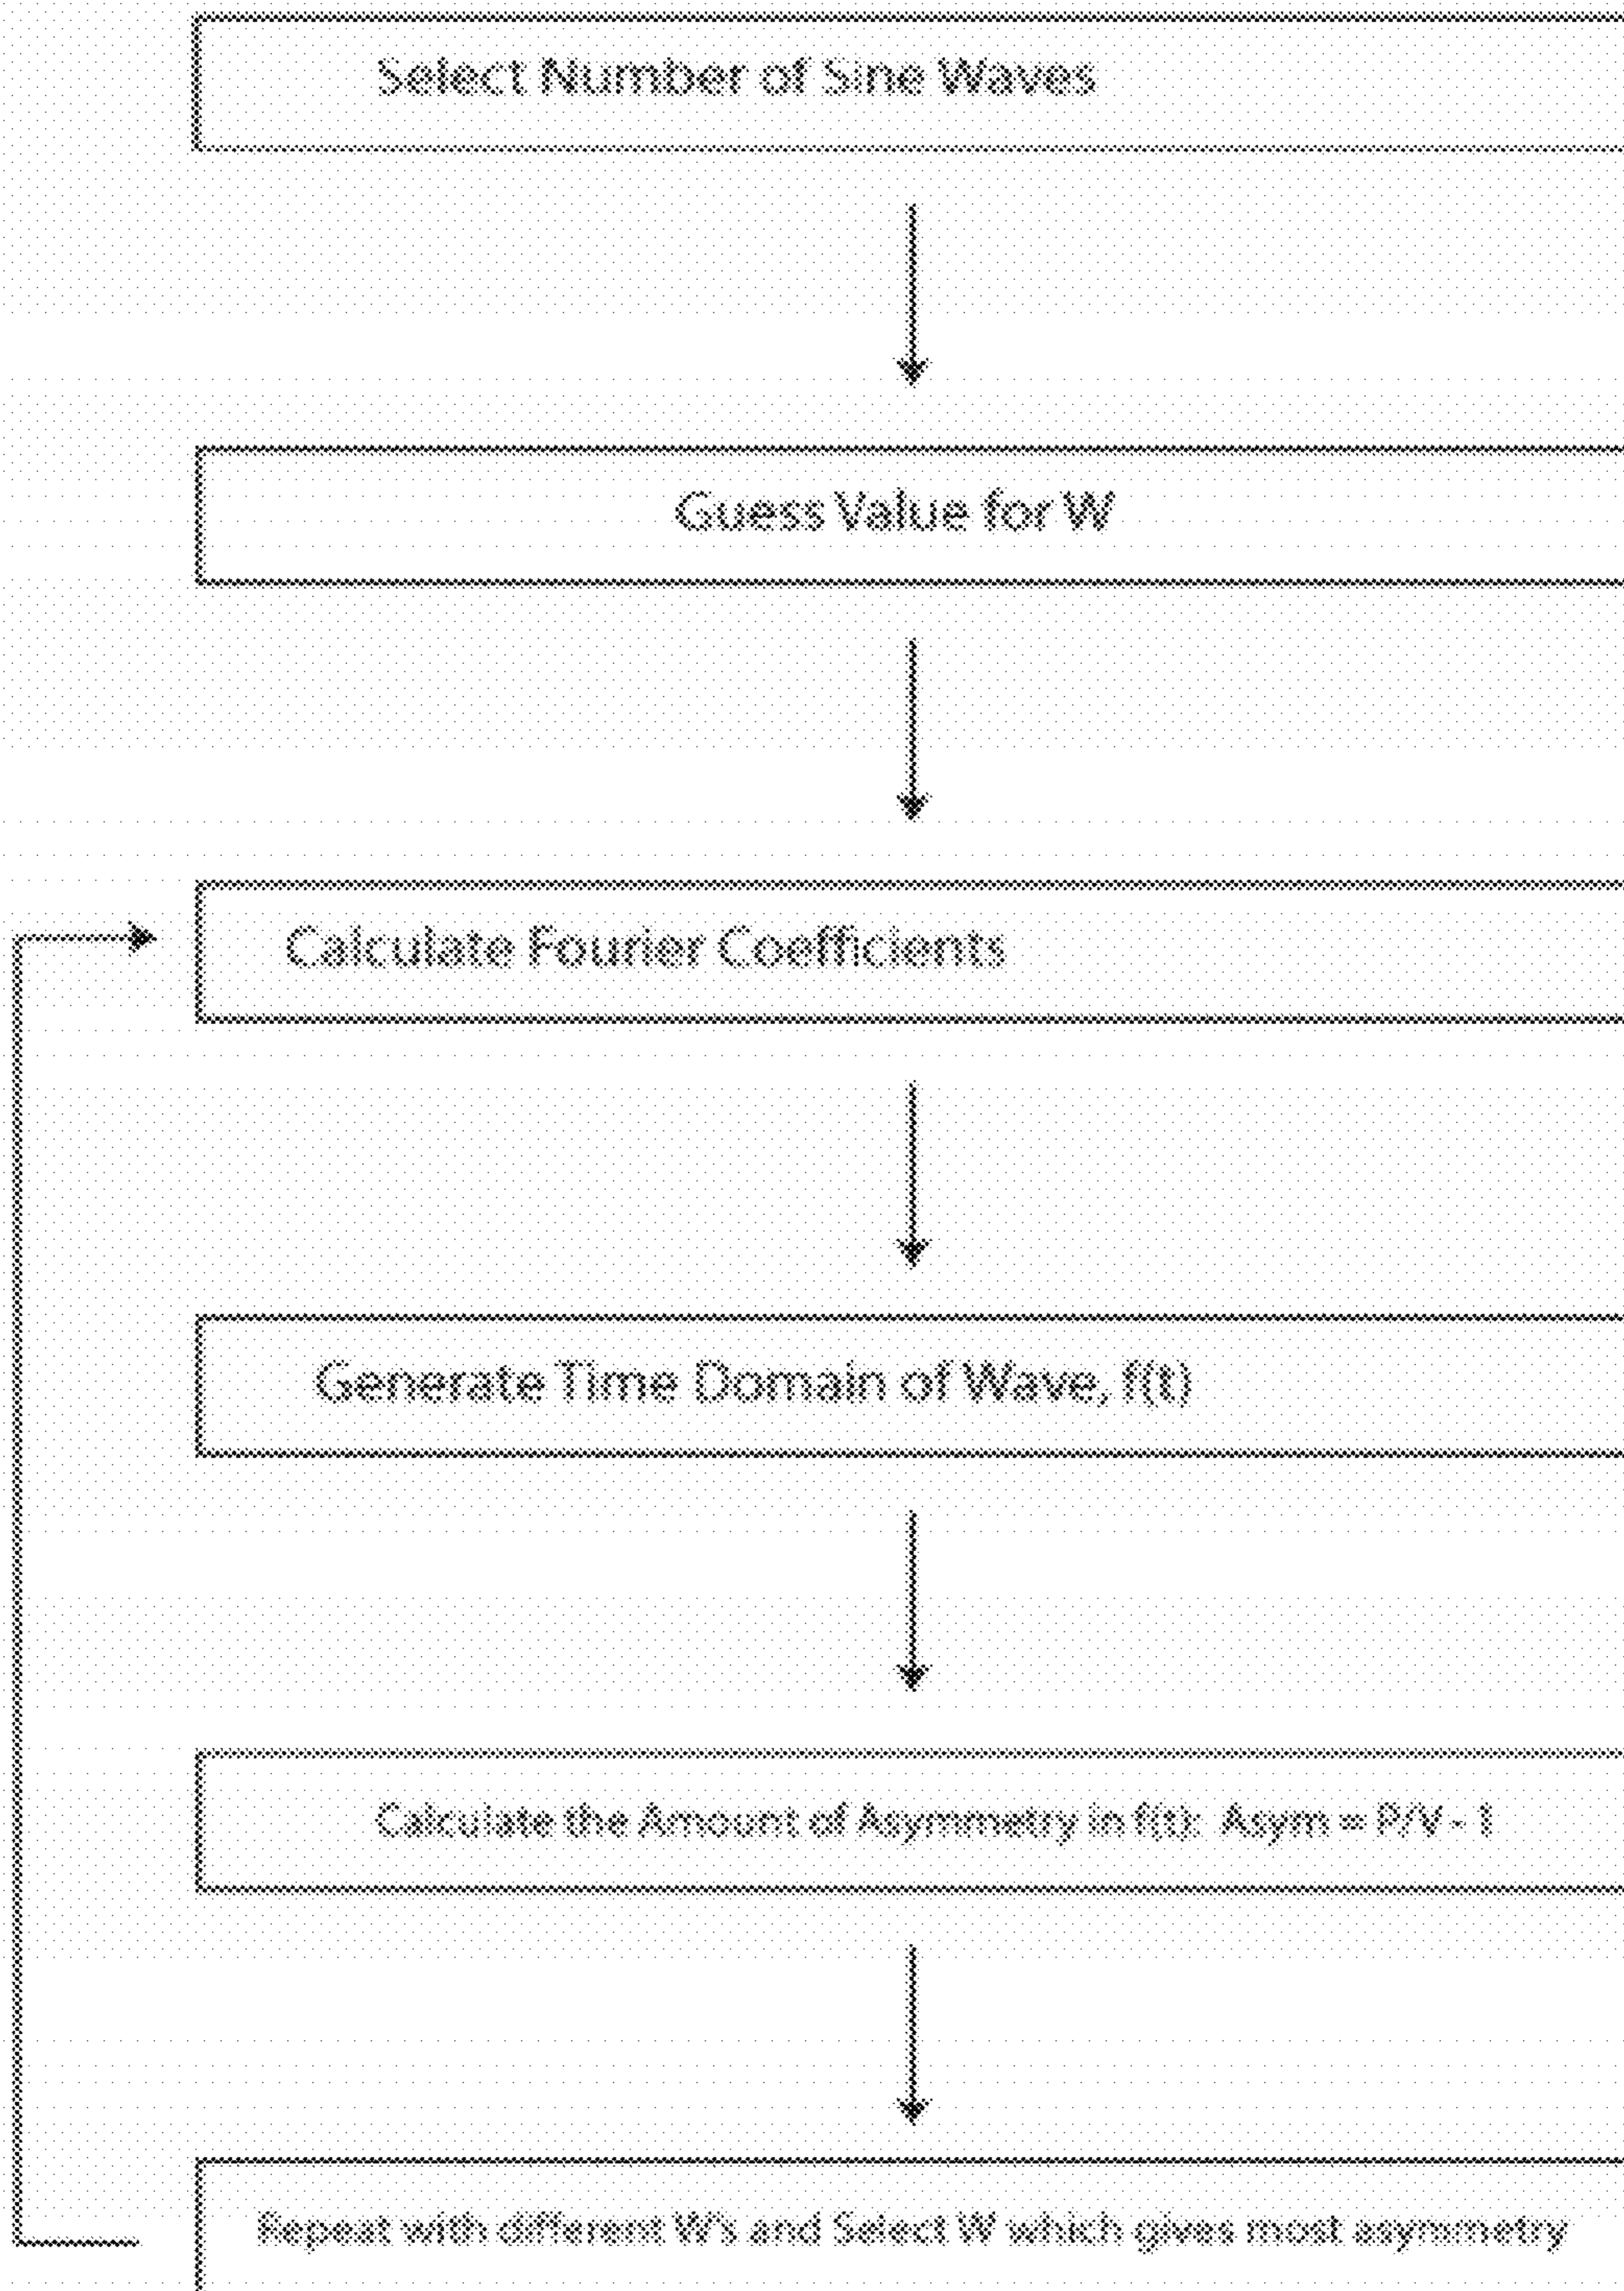 Select Number of Sine Waves
Guess Value for W
Calculate Fourier Coefficients
Generate Time Domain of Wave, f(t)
Calculate the Amount of Asymmetry in f(t): Asym = P/V - 1
Repeat with different W's and Select W which gives most asymmetry